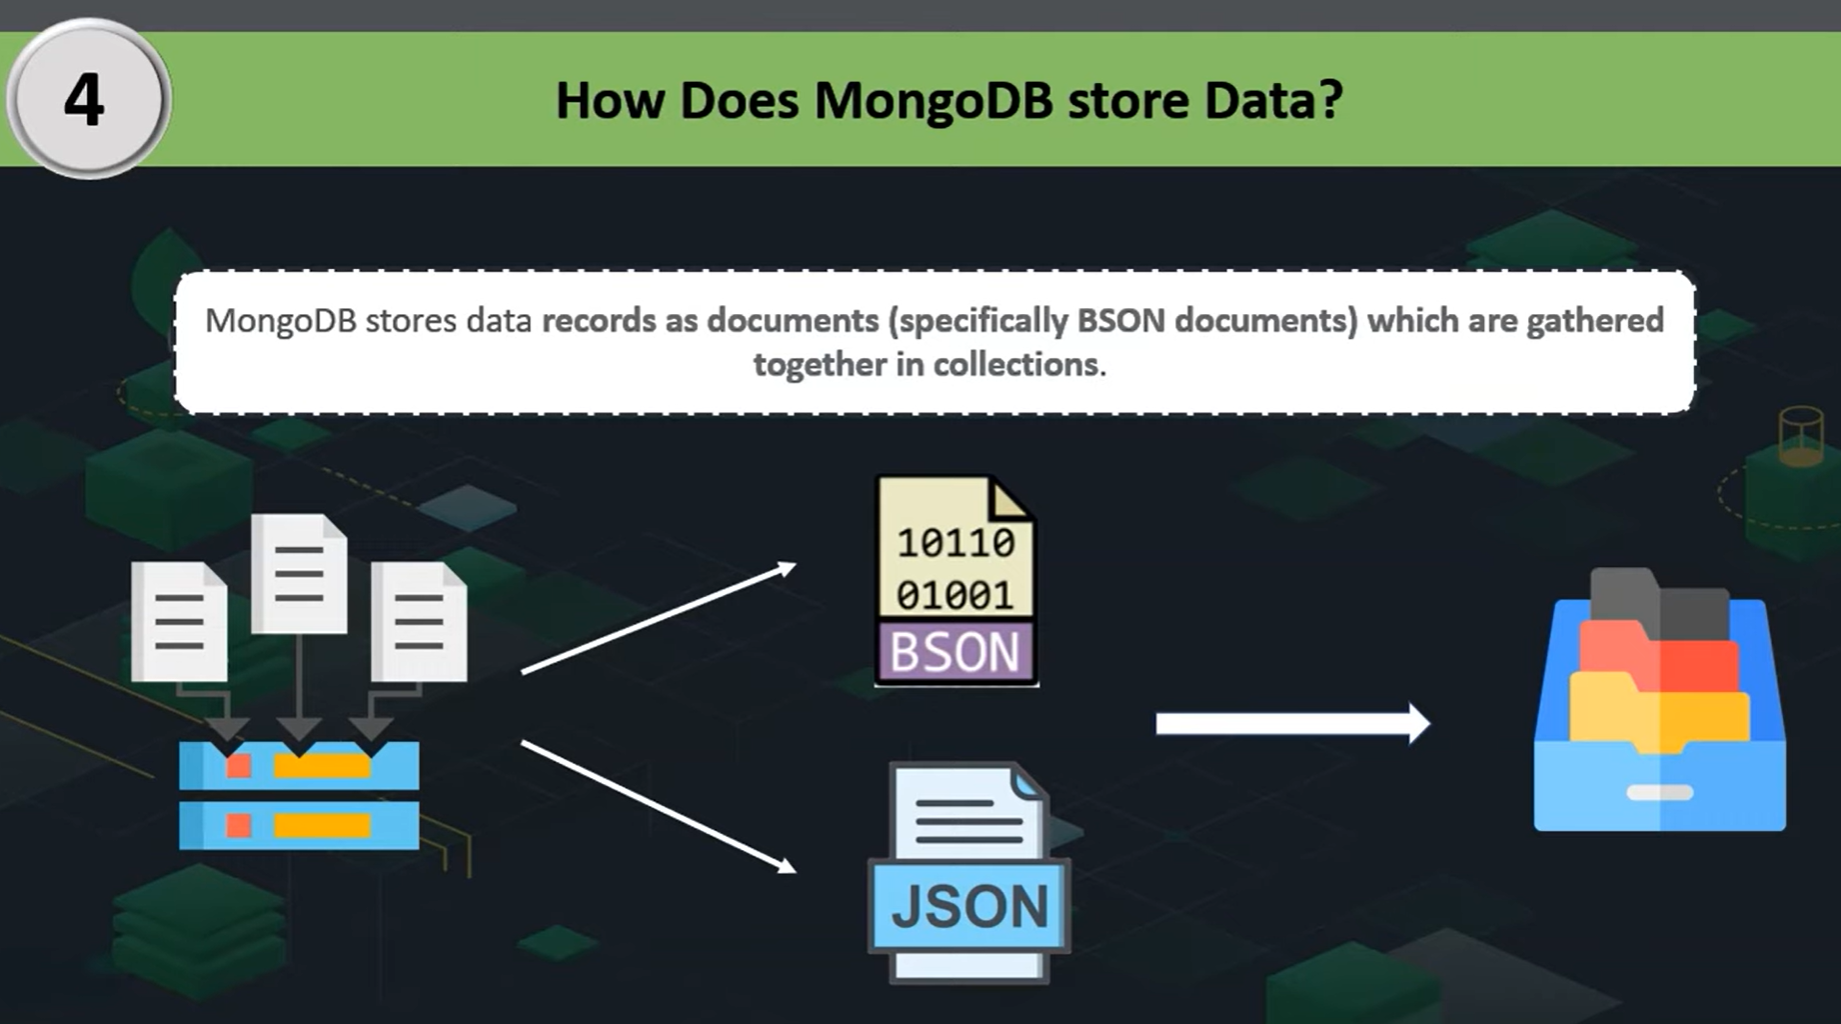 4
How Does MongoDB store Data?
MongoDB stores data records as documents (specifically BSON documents) which are gathered
together in collections.
10110
01001
BSON
JSON